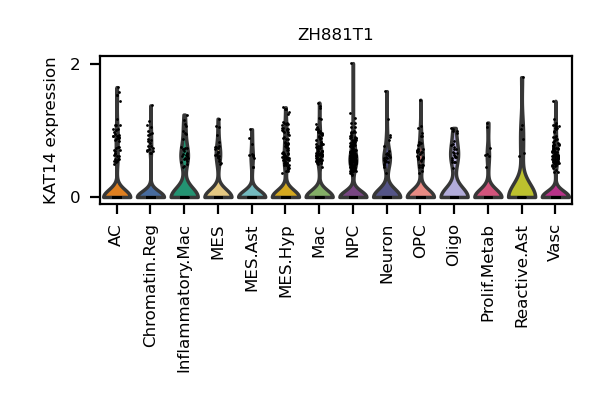 ZH881T1
KAT14 expression
2
0
AC
Chromatin.Reg
Inflammatory.Mac
MES
MES.Ast
MES.Hyp
Mac
NPC
Neuron
OPC
Oligo
Prolif.Metab
Reactive.Ast
Vasc